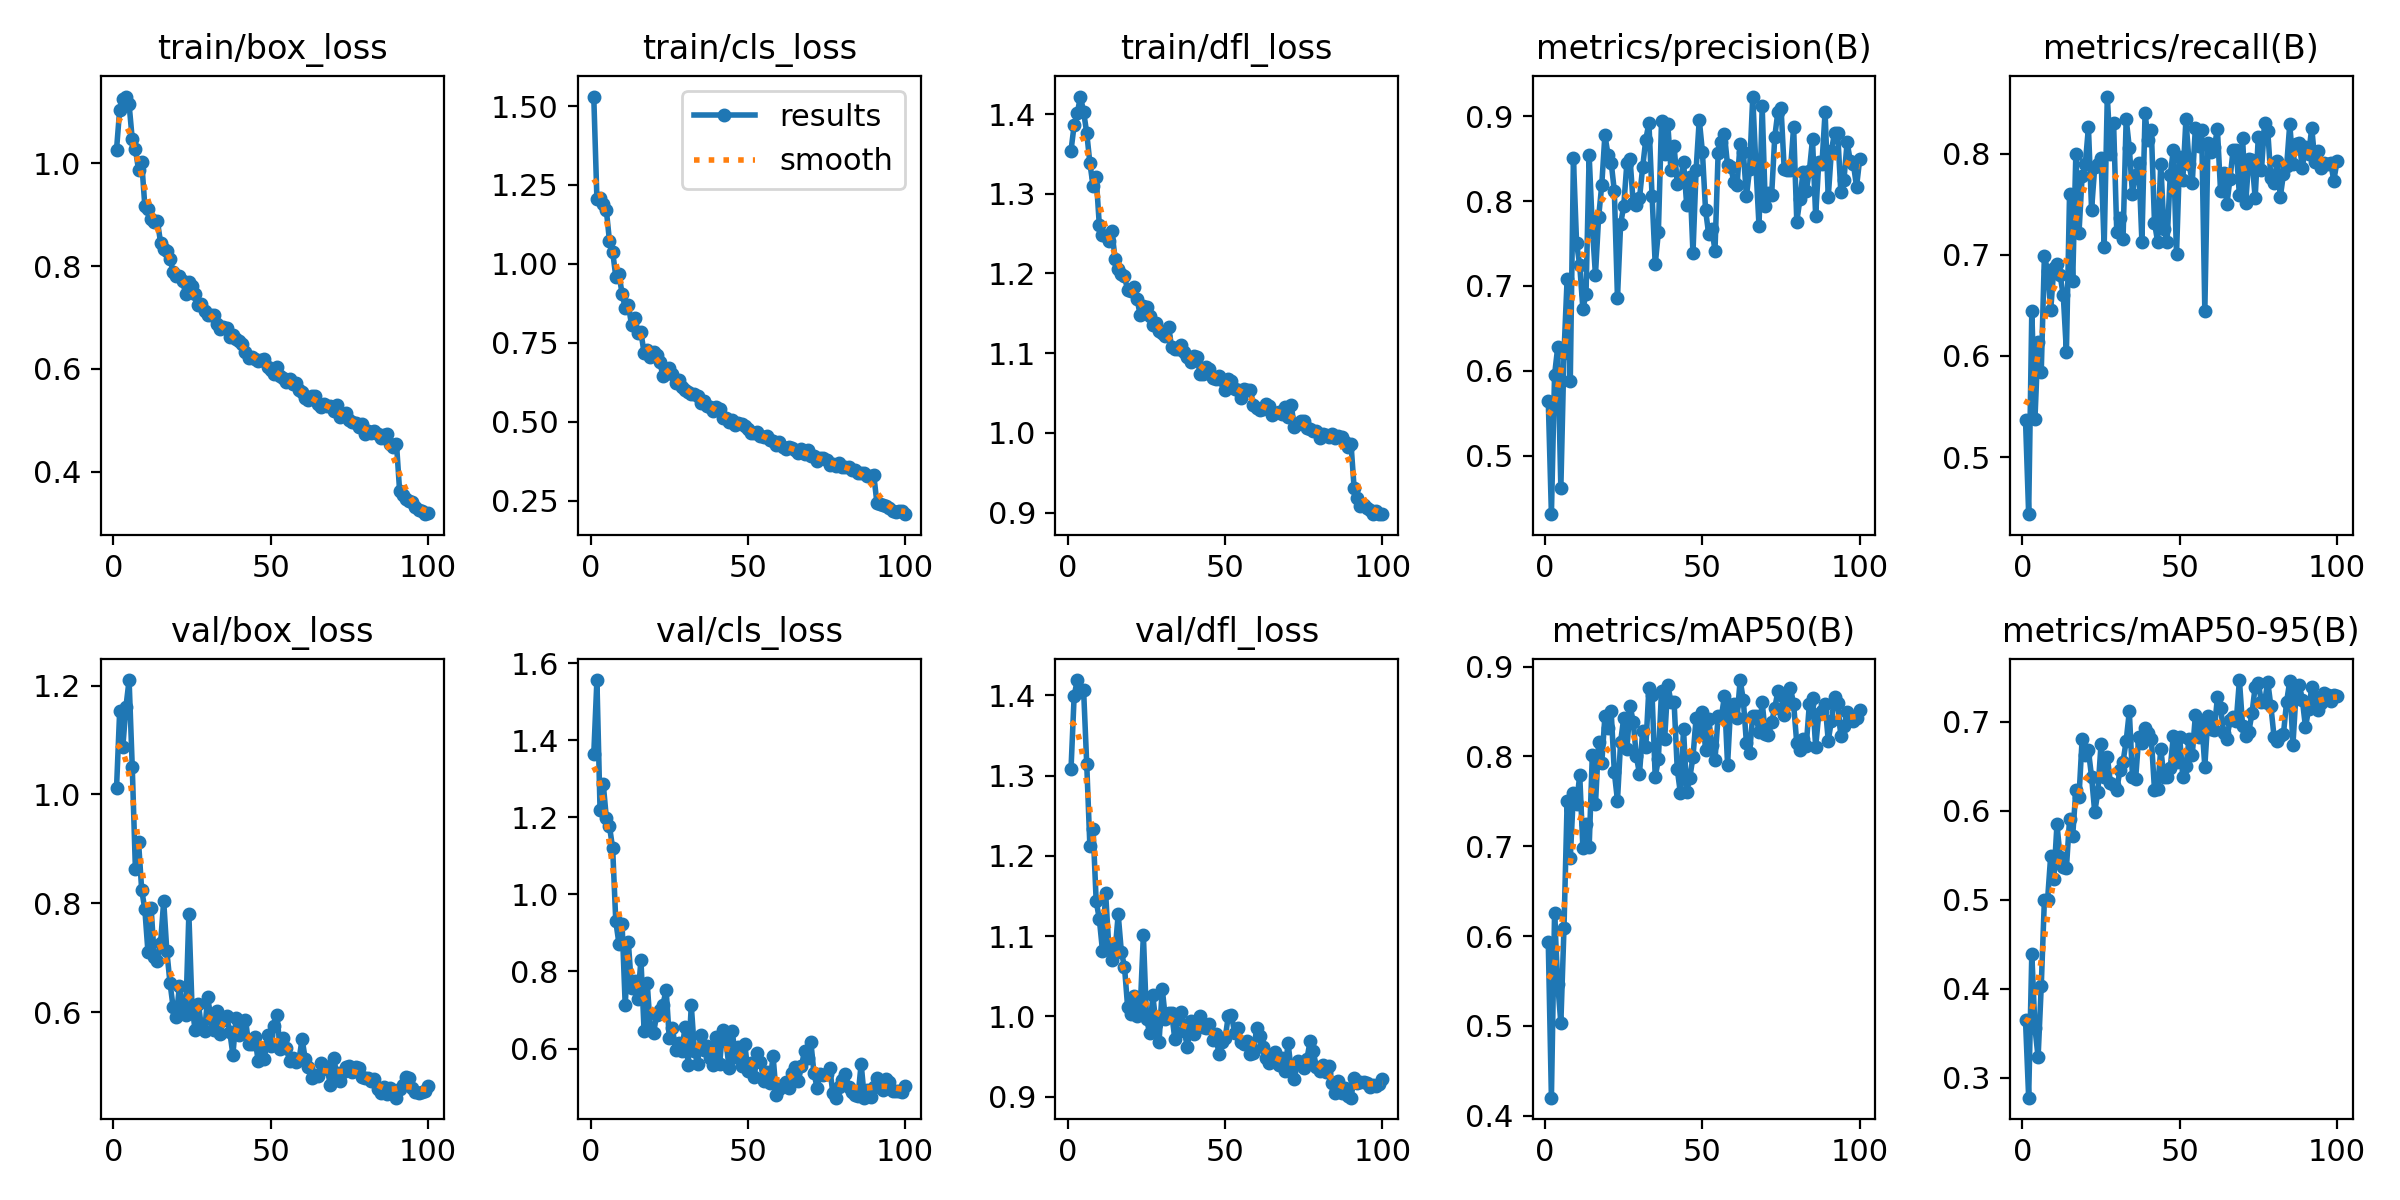 train/box_loss
1.0
0.8
0.6
0.4
0 50 100
train/cls_loss
results
smooth
1.50
1.25
1.00
0.75
0.50
0.25
0 50 100
train/dfl_loss
1.4
1.3
1.2
1.1
1.0
0.9
0 50 100
metrics/precision(B)
0.9
0.8
0.7
0.6
0.5
0 50 100
metrics/recall(B)
0.8
0.7
0.6
0.5
0 50 100
val/box_loss
1.2
1.0
0.8
0.6
0 50 100
val/cls_loss
1.6
1.4
1.2
1.0
0.8
0.6
0 50 100
val/dfl_loss
1.4
1.3
1.2
1.1
1.0
0.9
0 50 100
metrics/mAP50(B)
0.9
0.8
0.7
0.6
0.5
0.4
0 50 100
metrics/mAP50-95(B)
0.7
0.6
0.5
0.4
0.3
0 50 100